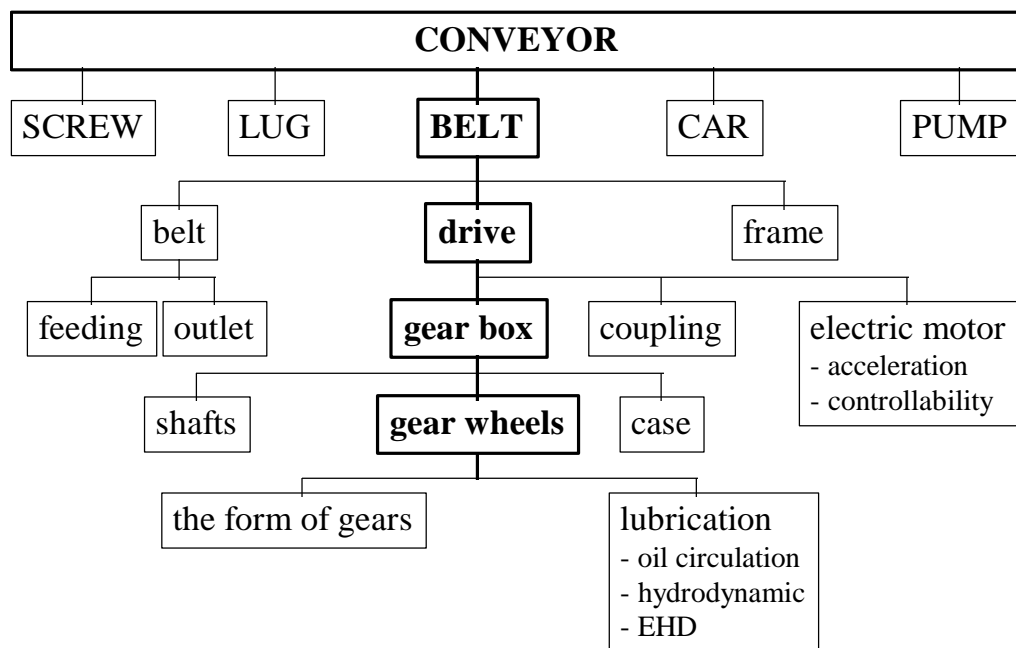 CONVEYOR
SCREW
LUG
BELT
CAR
PUMP
belt
drive
frame
feeding
outlet
gear box
coupling
electric motor
- acceleration
- controllability
shafts
gear wheels
case
the form of gears
lubrication
- oil circulation
- hydrodynamic
- EHD